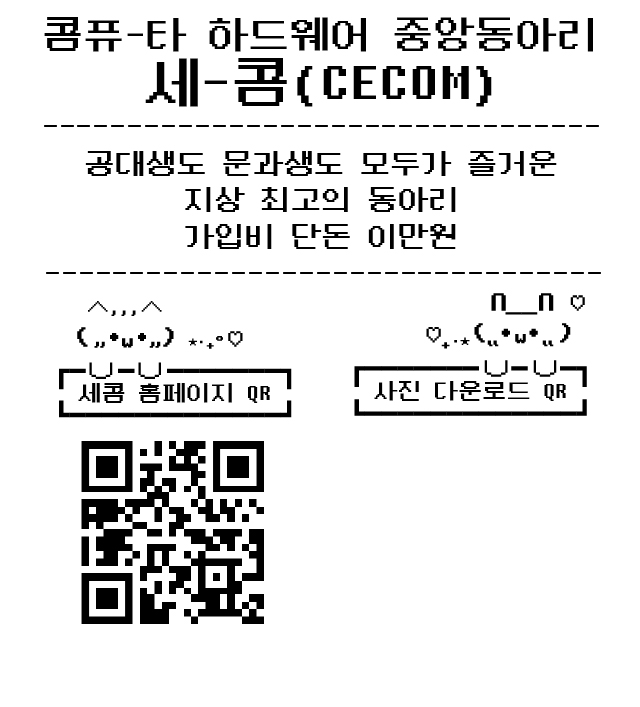 콤퓨-타 하드웨어 중앙동아리
세-콤(CECOM)
공대생도 문과생도 모두가 즐거운
지상 최고의 동아리
가입비 단돈 이만원
세콤 홈페이지 QR
사진 다운로드 QR